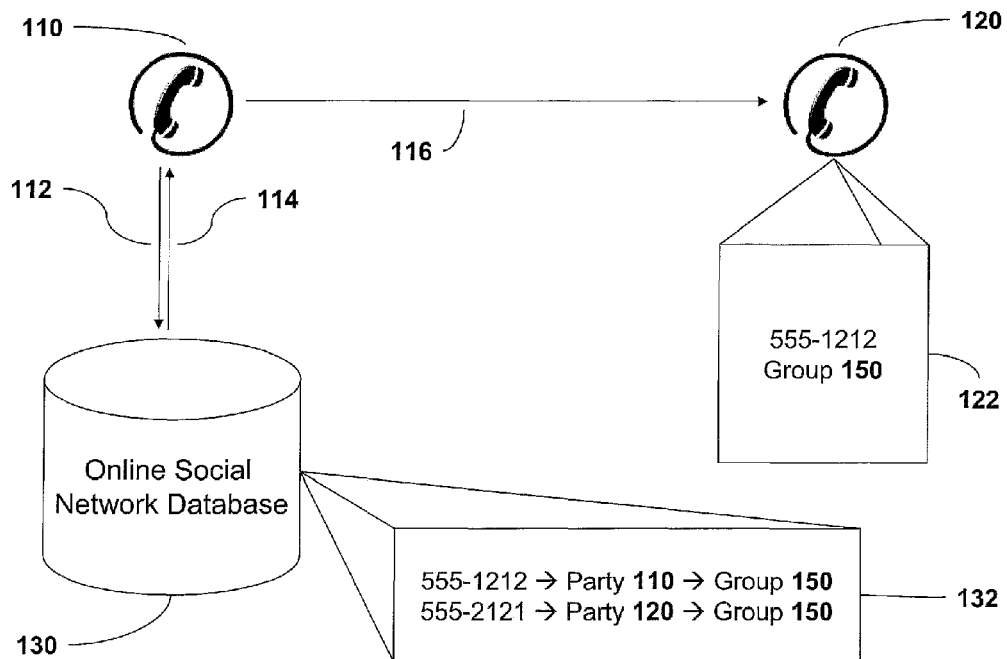 110
120
116
112
114
555-1212
Group 150
122
Online Social
Network Database
555-1212 → Party 110 → Group 150
555-2121 → Party 120 → Group 150
132
130